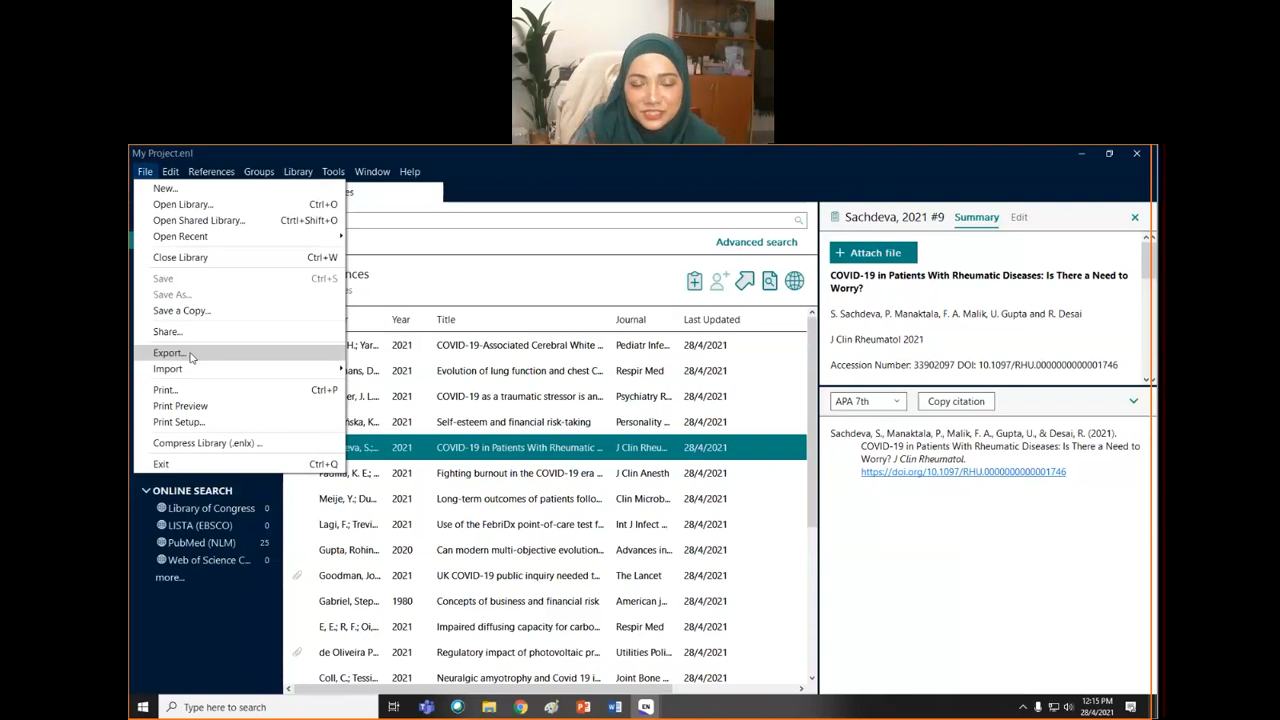 My Project.enl
File Edit References Groups Library Tools Window Help
New...
Open Library... Ctrl+O
Open Shared Library... Ctrtl+Shift+O
Open Recent
Close Library Ctrl+W
Save Ctrl+S
Save As...
Save a Copy...
Share...
Export...
Import
Print... Ctrl+P
Print Preview
Print Setup...
Compress Library (.enlx) ...
Exit Ctrl+Q
ONLINE SEARCH
Library of Congress 0
LISTA (EBSCO) 0
PubMed (NLM) 25
Web of Science C... 0
more...
Advanced search
Year Title Journal Last Updated
2021 COVID-19-Associated Cerebral White ... Pediatr Infe... 28/4/2021
2021 Evolution of lung function and chest C... Respir Med 28/4/2021
2021 COVID-19 as a traumatic stressor is an... Psychiatry R... 28/4/2021
2021 Self-esteem and financial risk-taking Personality ... 28/4/2021
2021 COVID-19 in Patients With Rheumatic ... J Clin Rheu... 28/4/2021
2021 Fighting burnout in the COVID-19 era ... J Clin Anesth 28/4/2021
Meije, Y.; Du... 2021 Long-term outcomes of patients follo... Clin Microb... 28/4/2021
Lagi, F.; Trevi... 2021 Use of the FebriDx point-of-care test f... Int J Infect ... 28/4/2021
Gupta, Rohin... 2020 Can modern multi-objective evolution... Advances in... 28/4/2021
Goodman, Jo... 2021 UK COVID-19 public inquiry needed t... The Lancet 28/4/2021
Gabriel, Step... 1980 Concepts of business and financial risk American j... 28/4/2021
E, E.; R, F.; Oi,... 2021 Impaired diffusing capacity for carbo... Respir Med 28/4/2021
de Oliveira P... 2021 Regulatory impact of photovoltaic pr... Utilities Poli... 28/4/2021
Coll, C.; Tessi... 2021 Neuralgic amyotrophy and Covid 19 i... Joint Bone ... 28/4/2021
Sachdeva, 2021 #9 Summary Edit
+ Attach file
COVID-19 in Patients With Rheumatic Diseases: Is There a Need to
Worry?
S. Sachdeva, P. Manaktala, F. A. Malik, U. Gupta and R. Desai
J Clin Rheumatol 2021
Accession Number: 33902097 DOI: 10.1097/RHU.0000000000001746
APA 7th Copy citation
Sachdeva, S., Manaktala, P., Malik, F. A., Gupta, U., & Desai, R. (2021).
COVID-19 in Patients With Rheumatic Diseases: Is There a Need to
Worry? J Clin Rheumatol.
https://doi.org/10.1097/RHU.0000000000001746
Type here to search
EN
12:15 PM
28/4/2021